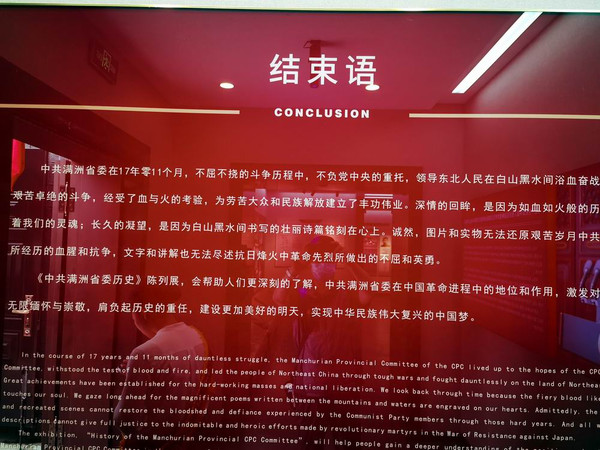 结束语
CONCLUSION
中共满洲省委在17年零11个月，不屈不挠的斗争历程中，不负党中央的重托，领导东北人民在白山黑水间浴血奋战
艰苦卓绝的斗争，经受了血与火的考验，为劳苦大众和民族解放建立了丰功伟业。深情的回眸，是因为如血如火般的历
着我们的灵魂；长久的凝望，是因为白山黑水间书写的壮丽诗篇铭刻在心上。诚然，图片和实物无法还原艰苦岁月中共
所经历的血腥和抗争，文字和讲解也无法尽述抗日烽火中革命先烈所做出的不屈和英勇。
《中共满洲省委历史》陈列展，会帮助人们更深刻的了解，中共满洲省委在中国革命进程中的地位和作用，激发对
无限缅怀与崇敬，肩负起历史的重任，建设更加美好的明天，实现中华民族伟大复兴的中国梦。
In the course of 17 years and 11 months of dauntless struggle, the Manchurian Provincial Committee of the CPC lived up to the hopes of the CPC
Committee, withstood the test of blood and fire, and led the people of Northeast China through tough wars and fought dauntlessly on the land of Northeas
Great achievements have been established for the hard-working masses and national liberation. We look back through time because the fiery blood like
touches our soul. We gaze long ahead for the magnificent poems written between the mountains and waters are engraved on our hearts. Admittedly, the
and recreated scenes cannot restore the bloodshed and defiance experienced by the Communist Party members through those hard years. And all w
descriptions cannot give full justice to the indomitable and heroic efforts made by revolutionary martyrs in the War of Resistance against Japan.
The exhibition, "History of the Manchurian Provincial CPC Committee", will help people gain a deeper understanding of the
Manchurian Provincial CPC Committee in the